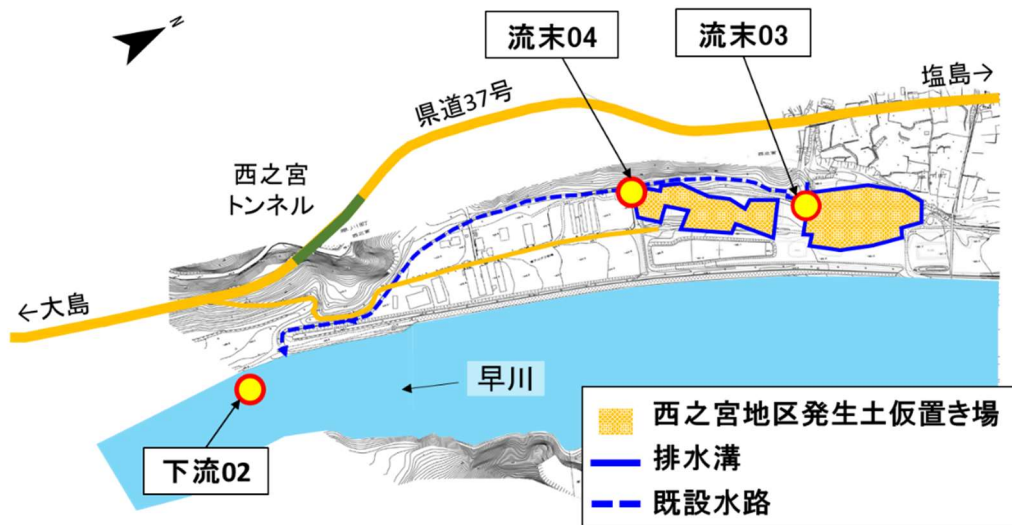 N
流末04
流末03
塩島→
県道37号
西之宮
トンネル
←大島
早川
下流02
西之宮地区発生土仮置き場
排水溝
既設水路